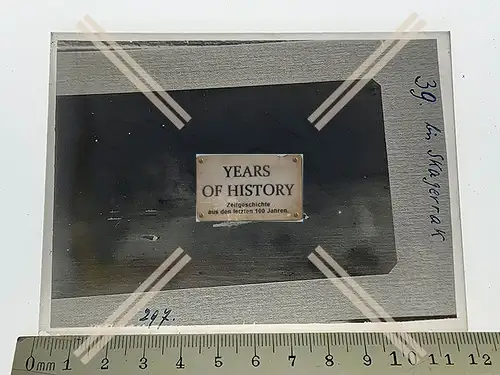 39 im Skagerrak
YEARS
OF HISTORY
Zeitgeschichte
aus den letzten 100 Jahren.
297.
0mm 1 2 3 4 5 6 7 8 9 10 11 12